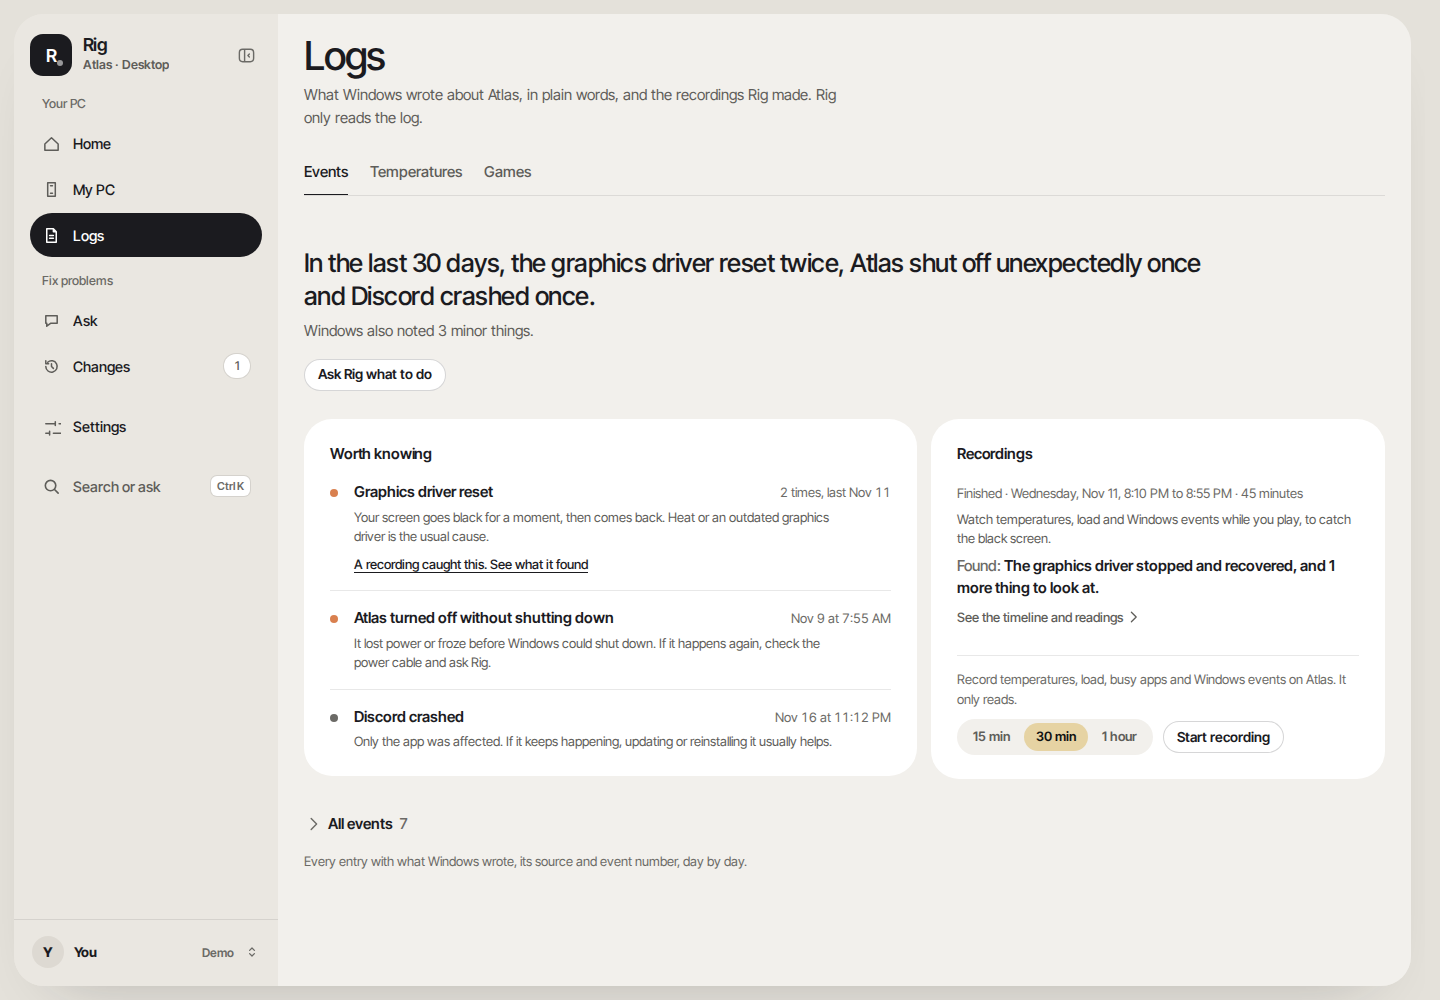 R
Rig
Atlas · Desktop
Your PC
Home
My PC
Logs
Fix problems
Ask
Changes
1
Settings
Search or ask
Ctrl K
Y
You
Demo
Logs
What Windows wrote about Atlas, in plain words, and the recordings Rig made. Rig
only reads the log.
Events
Temperatures
Games
In the last 30 days, the graphics driver reset twice, Atlas shut off unexpectedly once
and Discord crashed once.
Windows also noted 3 minor things.
Ask Rig what to do
Worth knowing
Graphics driver reset
2 times, last Nov 11
Your screen goes black for a moment, then comes back. Heat or an outdated graphics
driver is the usual cause.
A recording caught this. See what it found
Atlas turned off without shutting down
Nov 9 at 7:55 AM
It lost power or froze before Windows could shut down. If it happens again, check the
power cable and ask Rig.
Discord crashed
Nov 16 at 11:12 PM
Only the app was affected. If it keeps happening, updating or reinstalling it usually helps.
Recordings
Finished · Wednesday, Nov 11, 8:10 PM to 8:55 PM · 45 minutes
Watch temperatures, load and Windows events while you play, to catch
the black screen.
Found: The graphics driver stopped and recovered, and 1
more thing to look at.
See the timeline and readings
Record temperatures, load, busy apps and Windows events on Atlas. It
only reads.
15 min
30 min
1 hour
Start recording
All events 7
Every entry with what Windows wrote, its source and event number, day by day.